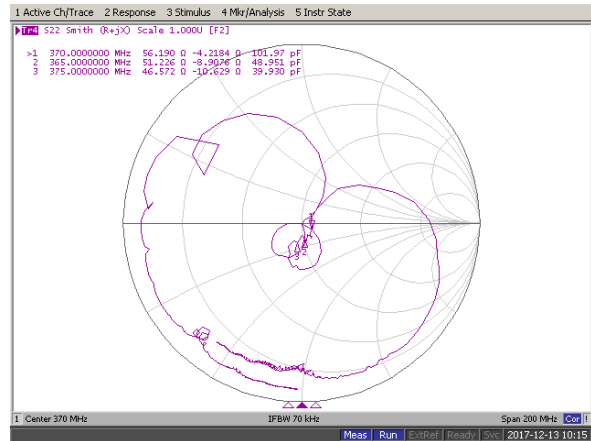 1 Active Ch/Trace 2 Response 3 Stimulus 4 Mkr/Analysis 5 Instr State
Tr4 S22 Smith (R+jX) Scale 1.000U [F2]
>1 370.0000000 MHz 56.190 Ω -4.2184 Ω 101.97 pF
2 365.0000000 MHz 51.226 Ω -8.9076 Ω 48.951 pF
3 375.0000000 MHz 46.572 Ω -10.629 Ω 39.930 pF
1 Center 370 MHz IFBW 70 kHz Span 200 MHz Cor !
Meas Run ExtRef Ready Svc 2017-12-13 10:15